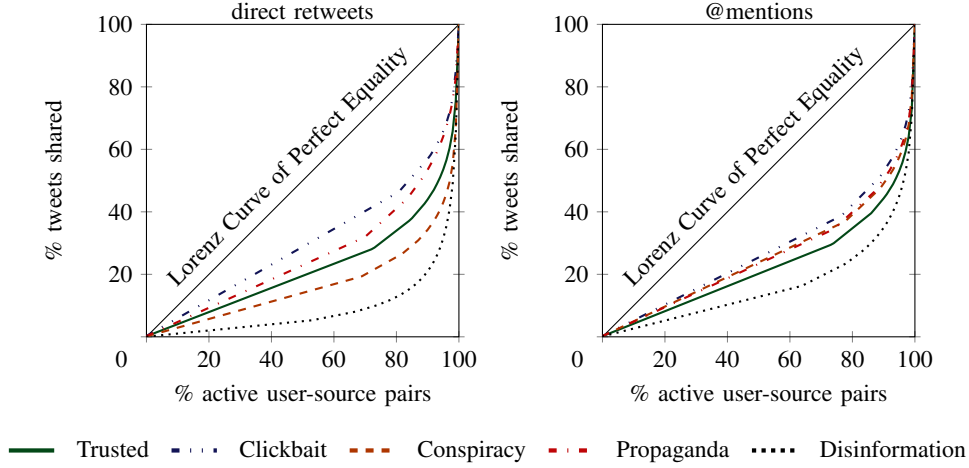 direct retweets
100
80
60
40
20
0
20 40 60 80 100
% tweets shared
% active user-source pairs
Lorenz Curve of Perfect Equality
@mentions
100
80
60
40
20
0
20 40 60 80 100
% tweets shared
% active user-source pairs
Lorenz Curve of Perfect Equality
Trusted Clickbait Conspiracy Propaganda Disinformation